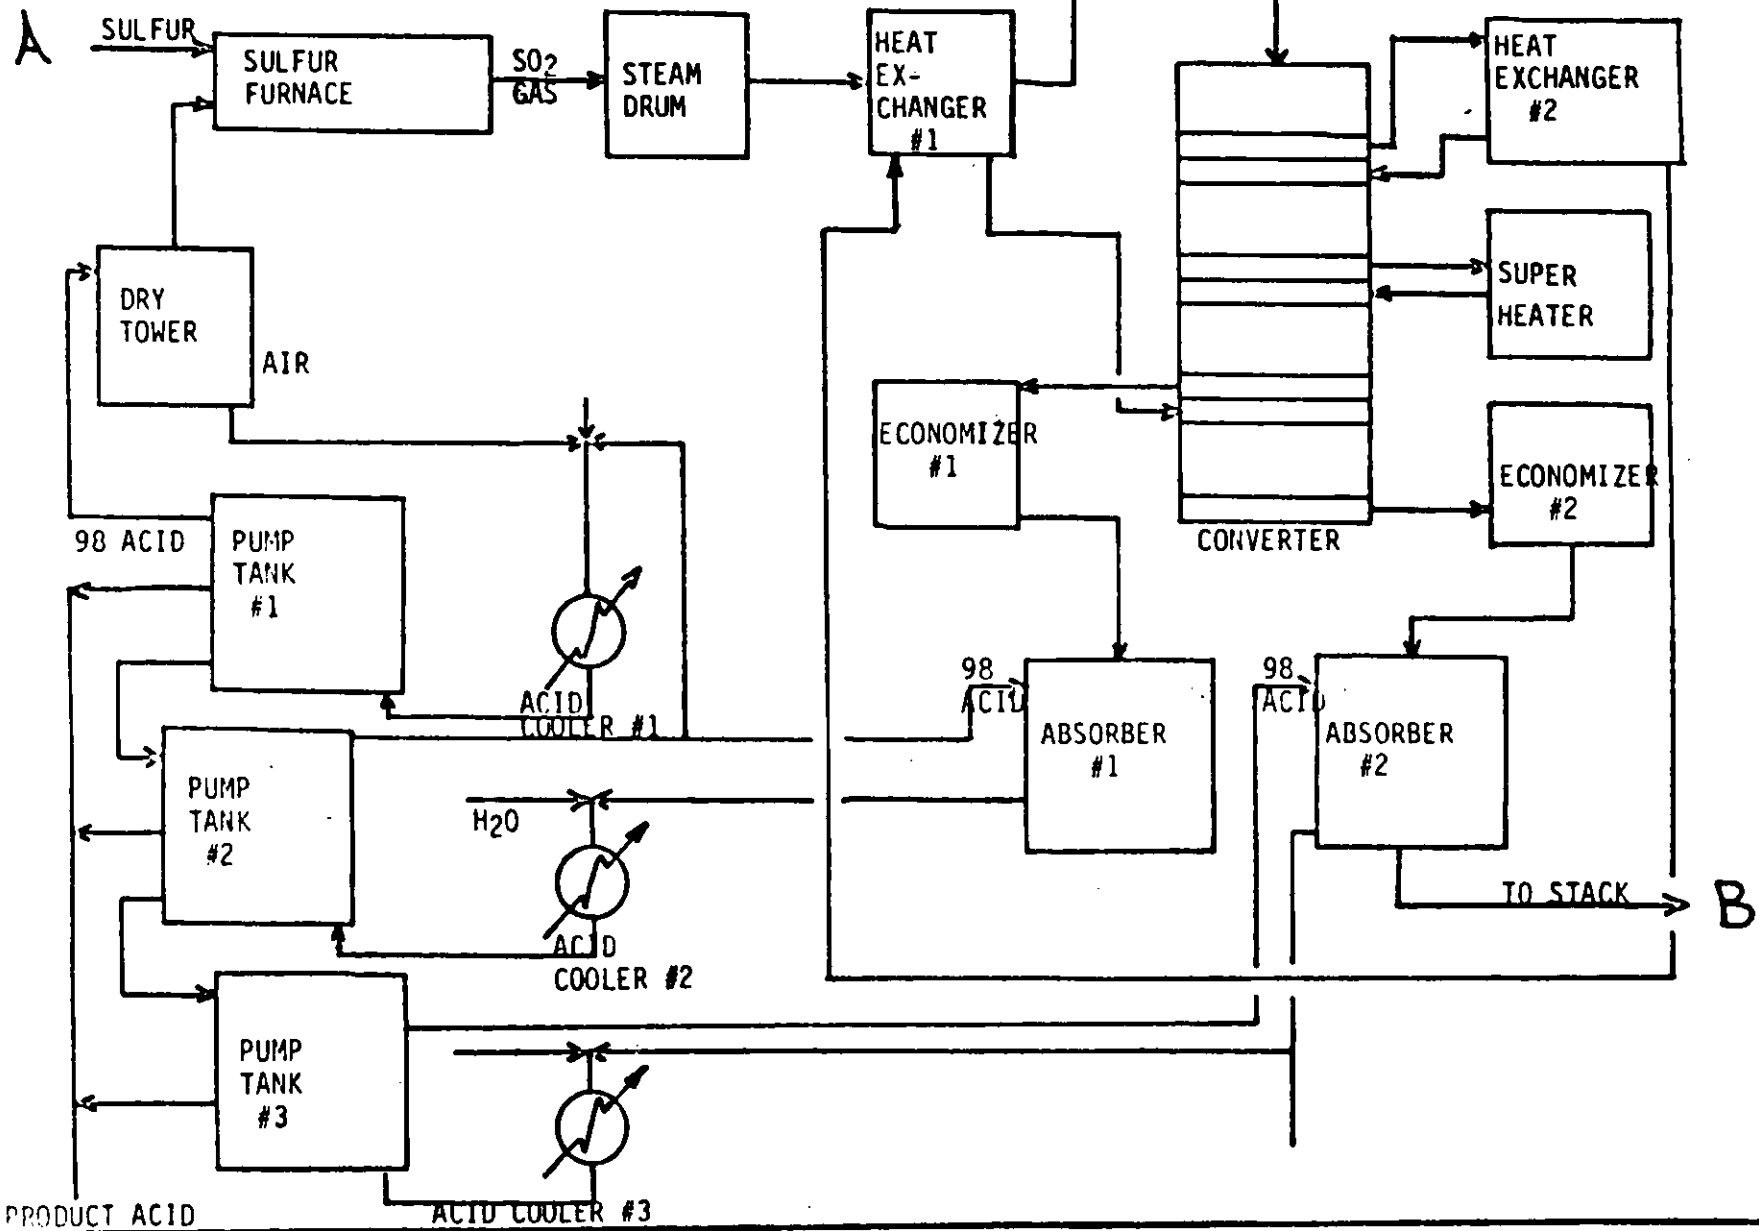 A
SULFUR
SULFUR
FURNACE
SO2
GAS
STEAM
DRUM
HEAT
EX-
CHANGER
#1
HEAT
EXCHANGER
#2
DRY
TOWER
AIR
SUPER
HEATER
ECONOMIZER
#1
ECONOMIZER
#2
CONVERTER
98 ACID
PUMP
TANK
#1
ACID
COOLER #1
98
ACID
ABSORBER
#1
98
ACID
ABSORBER
#2
PUMP
TANK
#2
H2O
ACID
COOLER #2
TO STACK
B
PUMP
TANK
#3
PRODUCT ACID
ACID COOLER #3